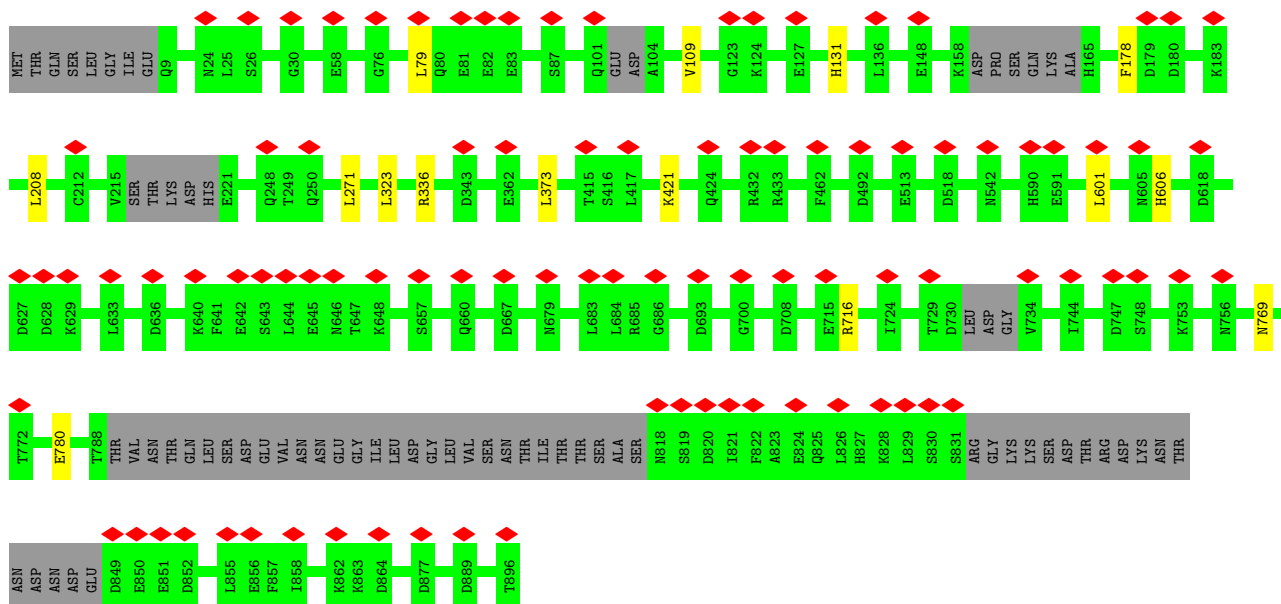 MET THR GLN SER LEU GLY ILE GLU Q9 N24 L25 S26 G30 E58 G76 L79 Q80 E81 E82 E83 S87 Q101 GLU ASP A104 V109 G123 K124 E127 H131 L136 E148 K158 ASP PRO SER GLN LYS ALA H165 F178 D179 D180 K183
L208 C212 V215 SER THR LYS ASP HIS E221 Q248 T249 Q250 L271 L323 R336 D343 E362 L373 T415 S416 L417 K421 Q424 R432 R433 F462 D492 E513 D518 N542 H590 E591 L601 N605 H606 D618
D627 D628 K629 L633 D636 K640 F641 E642 S643 L644 E645 N646 T647 K648 S657 Q660 D667 N679 L683 L684 R685 G686 D693 G700 D708 E715 R716 I724 T729 D730 LEU ASP GLY V734 I744 D747 S748 K753 N756 N769
T772 E780 T788 THR VAL ASN THR GLN LEU SER ASP GLU VAL ASN ASN GLU GLY ILE LEU ASP GLY LEU VAL SER ASN THR ILE THR THR SER ALA SER N818 S819 D820 I821 F822 A823 E824 Q825 L826 H827 K828 L829 S830 S831 ARG GLY LYS LYS SER ASP THR ARG ASP LYS ASN THR
ASN ASP ASN ASP GLU D849 E850 E851 D852 L855 E856 F857 I858 K862 K863 D864 D877 D889 T896